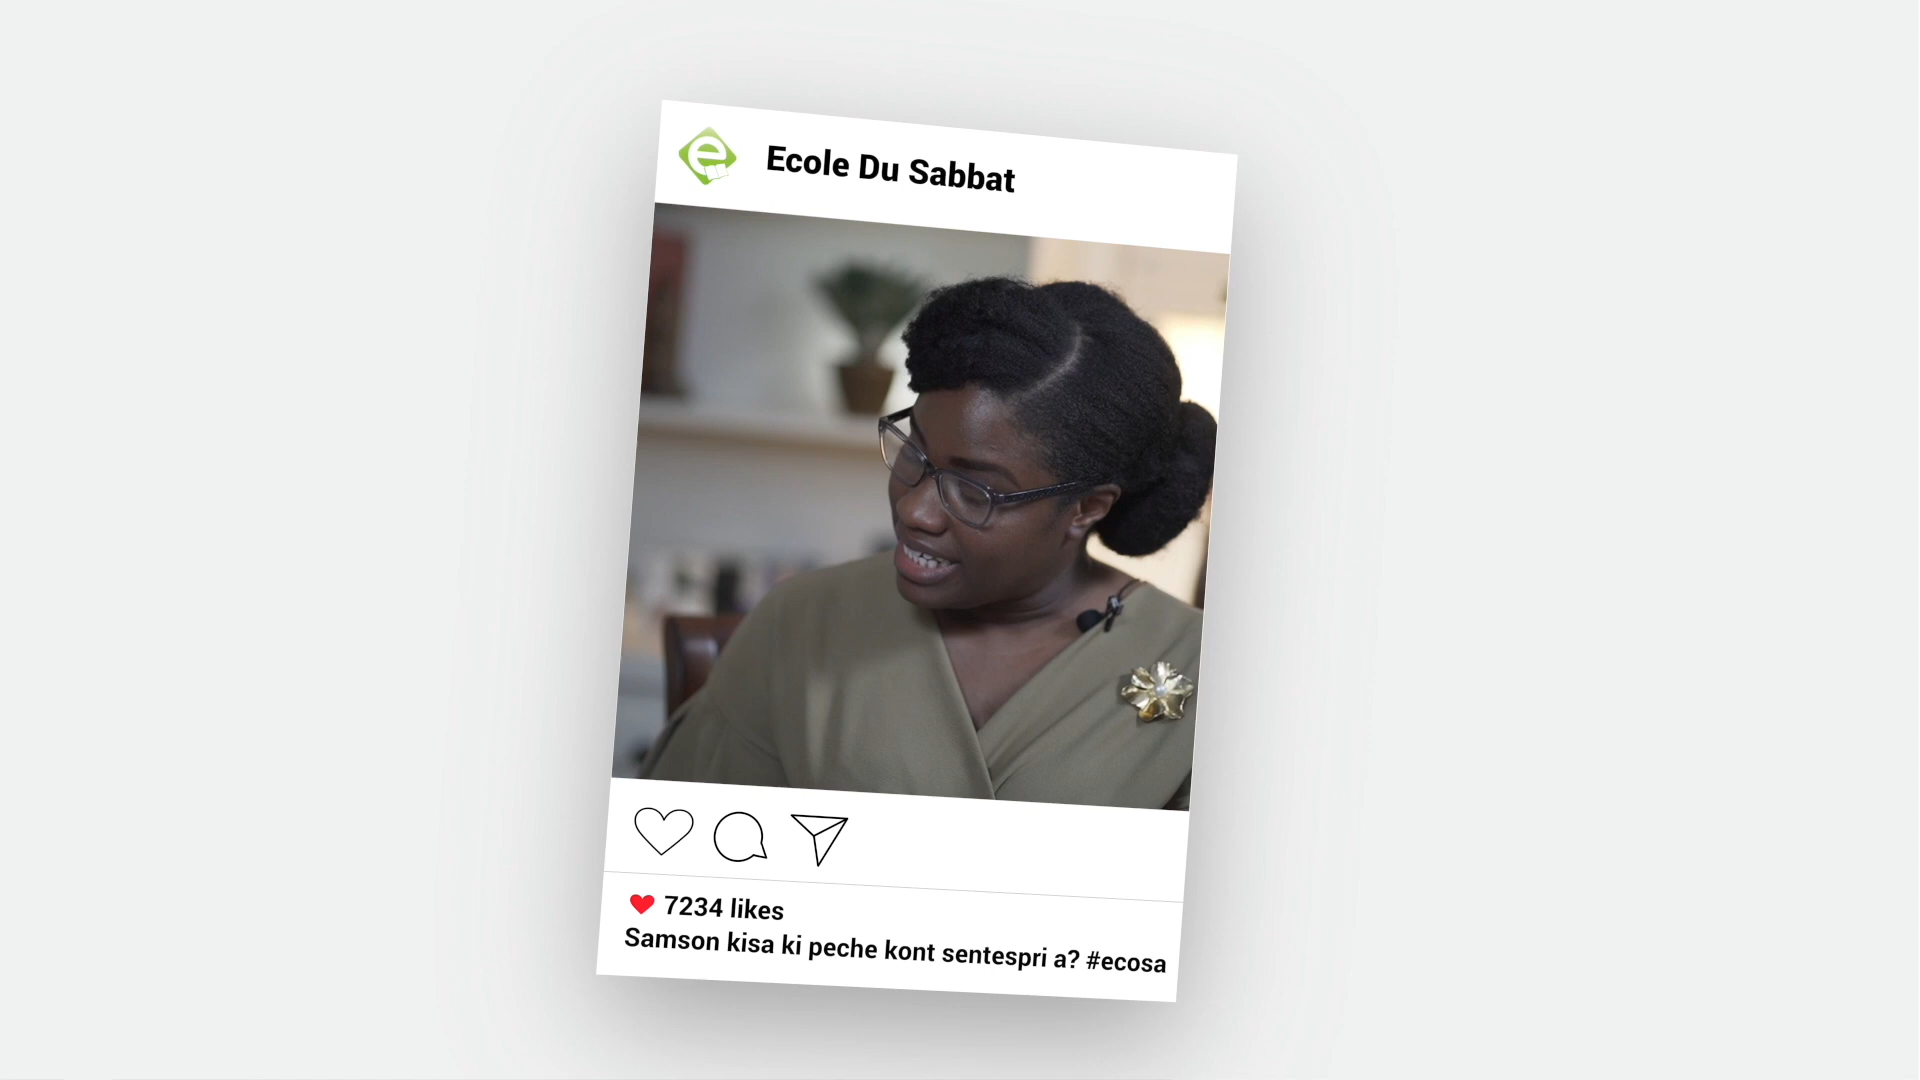 Ecole Du Sabbat
7234 likes
Samson kisa ki peche kont sentespri a? #ecosa